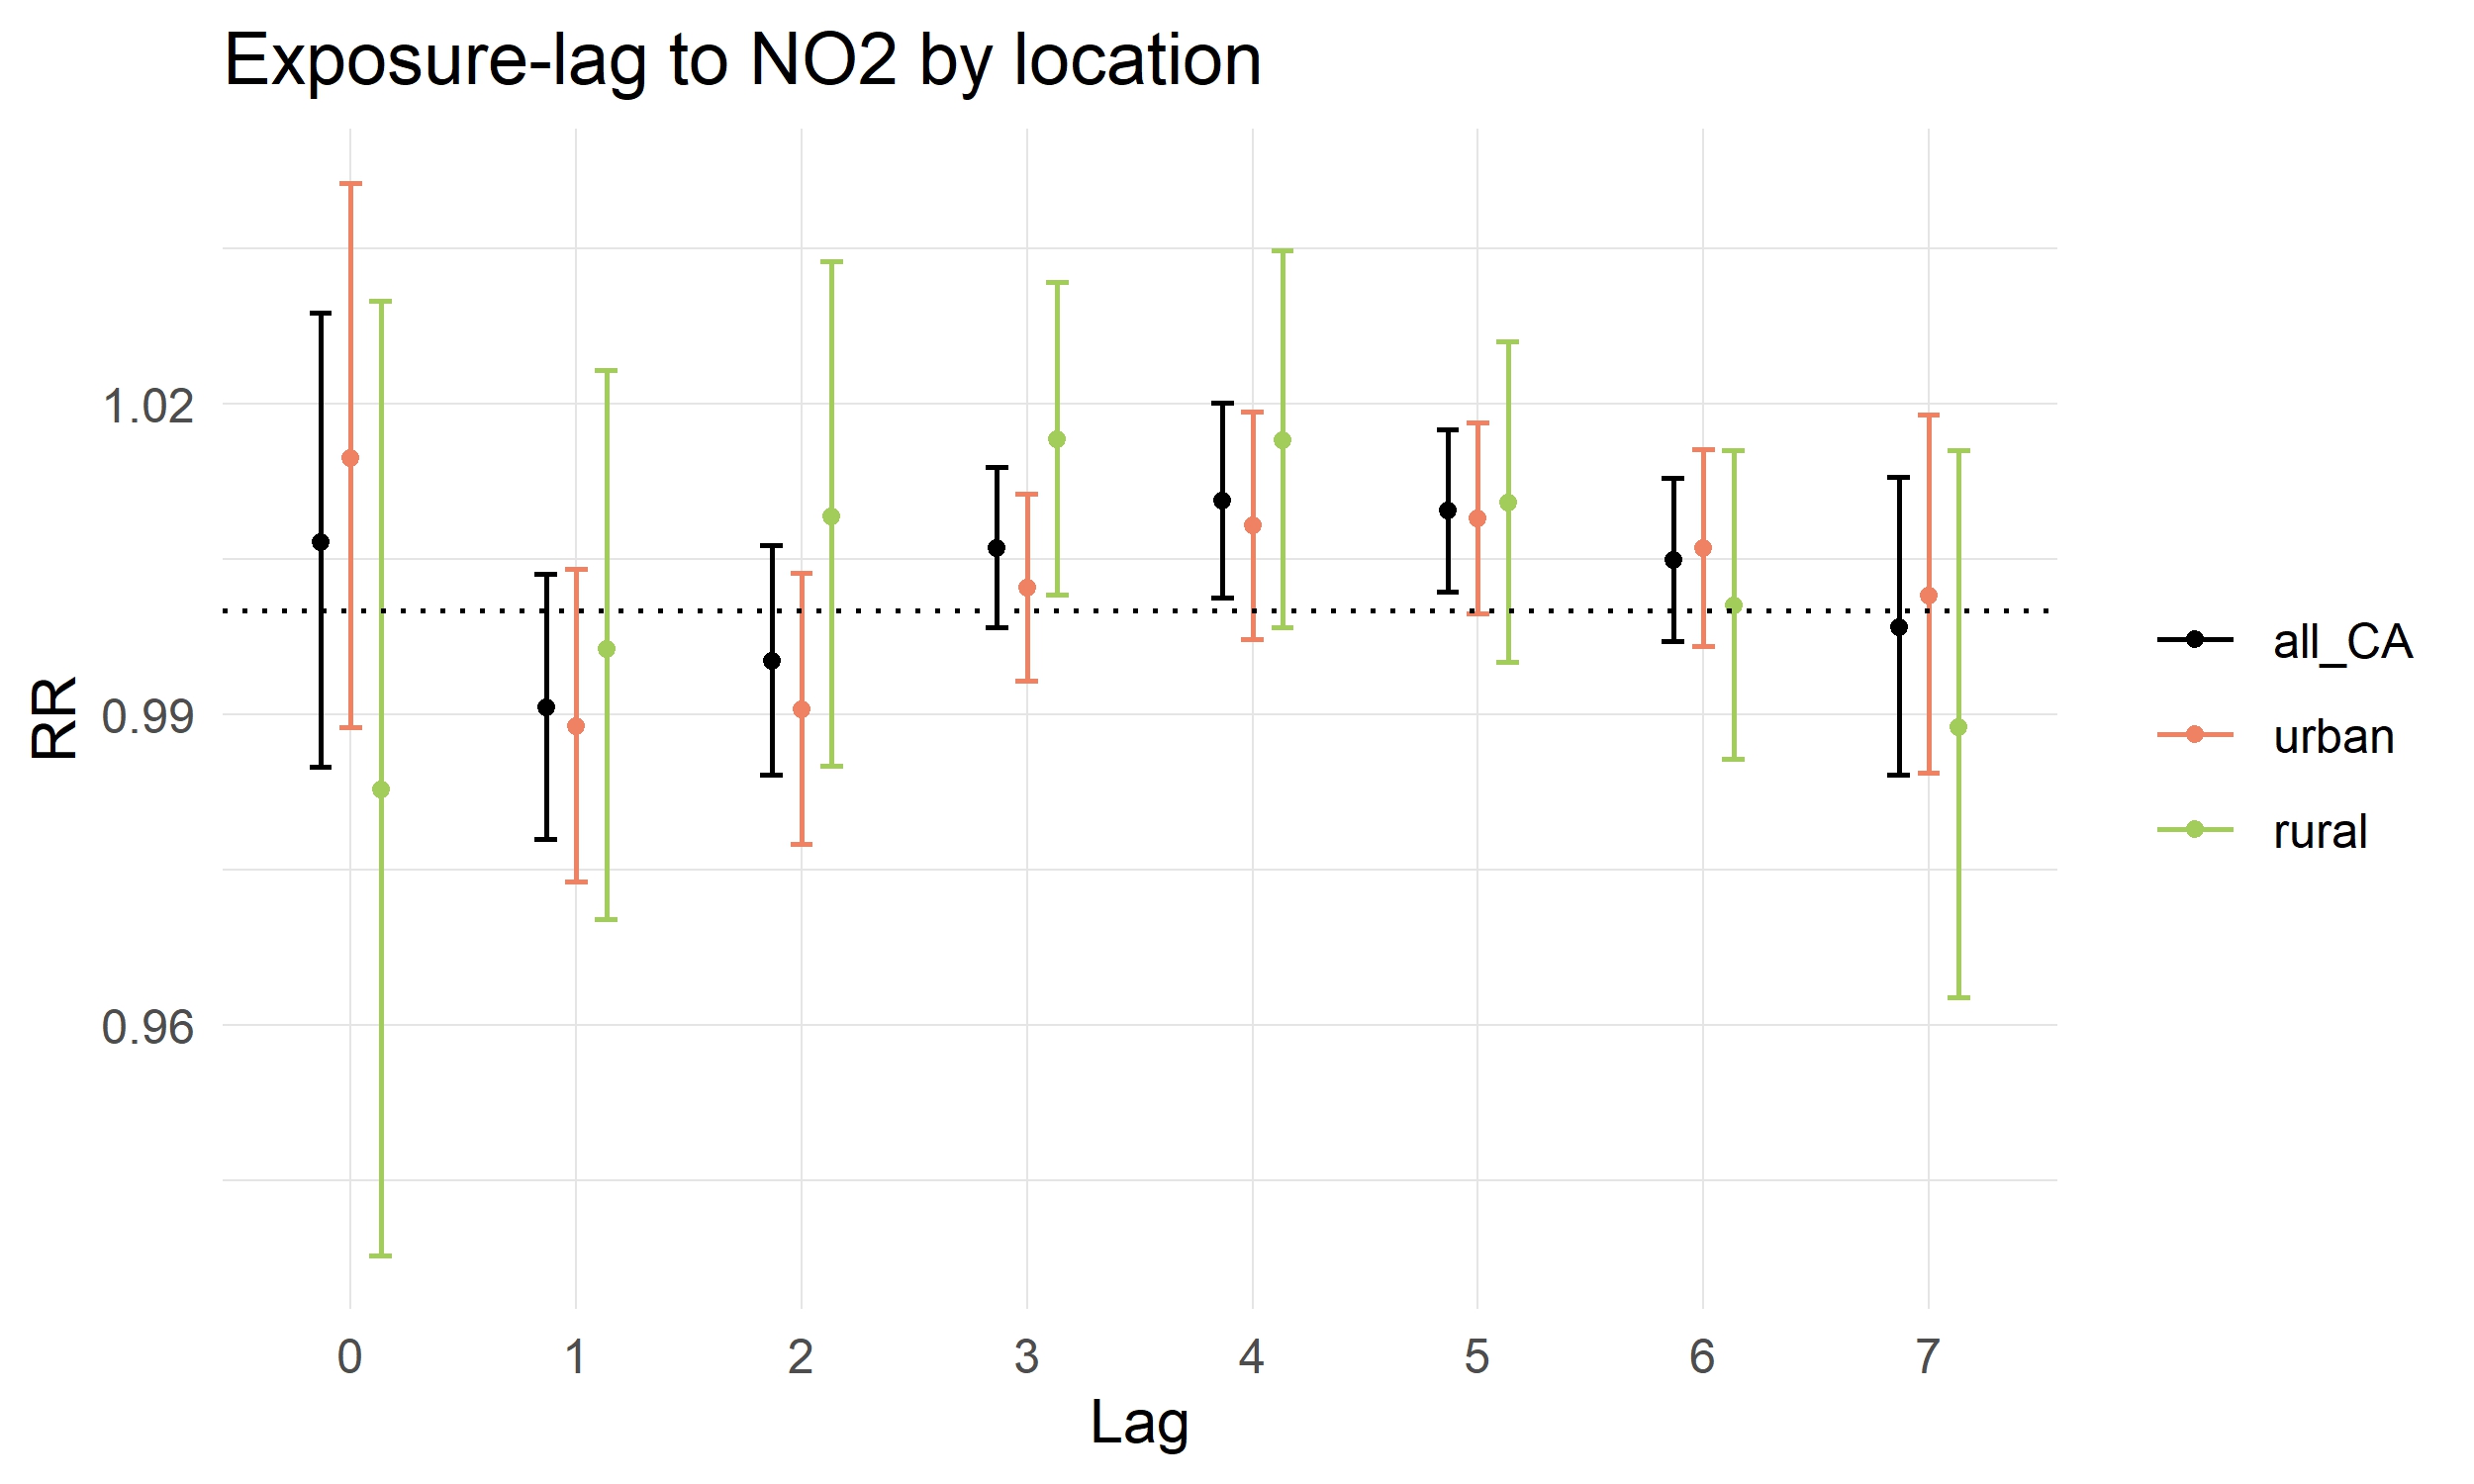 Exposure-lag to NO2 by location
RR
1.02
0.99
0.96
0 1 2 3 4 5 6 7
Lag
all_CA
urban
rural